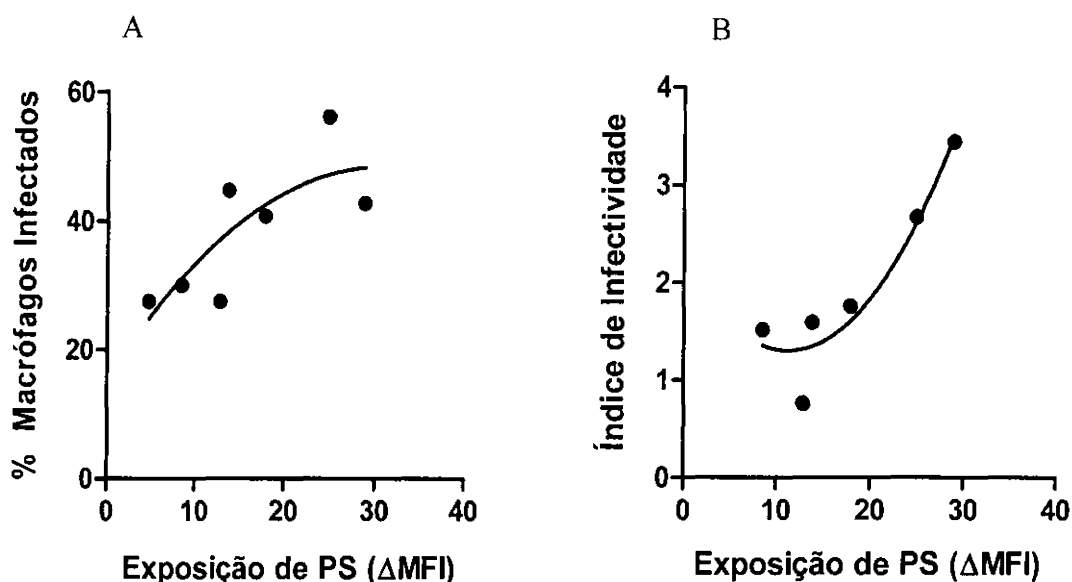 A
% Macrófagos Infectados
60
40
20
0
0 10 20 30 40
Exposição de PS (ΔMFI)
B
Índice de Infectividade
4
3
2
1
0
0 10 20 30 40
Exposição de PS (ΔMFI)